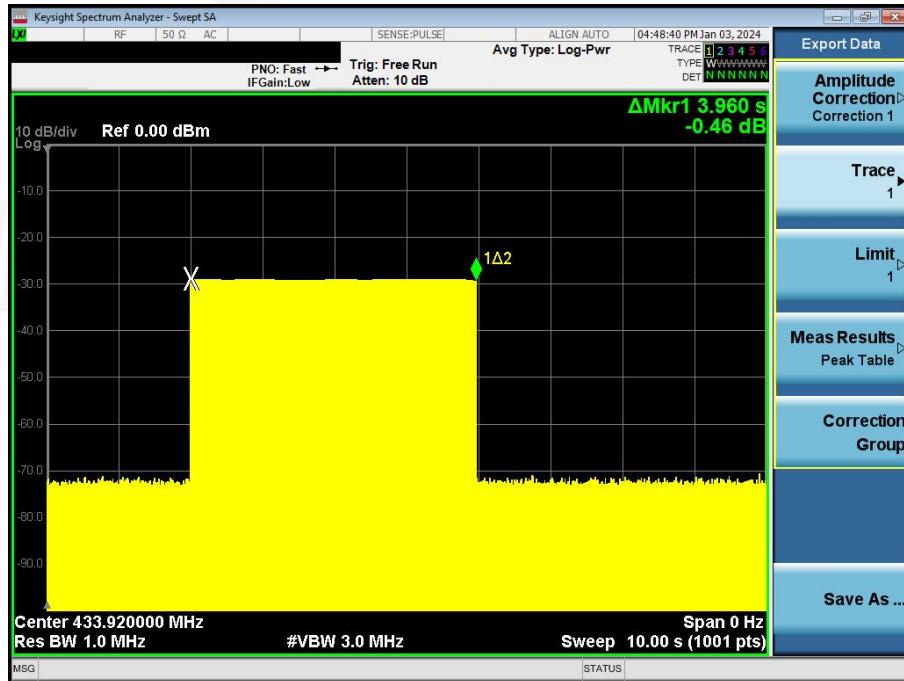 Keysight Spectrum Analyzer - Swept SA
LXI RF 50 Ω AC SENSE:PULSE ALIGN AUTO 04:48:40 PM Jan 03, 2024
Export Data
Avg Type: Log-Pwr
TRACE 1 2 3 4 5 6
PNO: Fast Trig: Free Run
TYPE WWWWWW
IFGain:Low Atten: 10 dB
DET N N N N N N
ΔMkr1 3.960 s
-0.46 dB
10 dB/div Ref 0.00 dBm
Log
-10.0
-20.0
-30.0
-40.0
-50.0
-60.0
-70.0
-80.0
-90.0
X
1Δ2
Center 433.920000 MHz Span 0 Hz
Res BW 1.0 MHz #VBW 3.0 MHz Sweep 10.00 s (1001 pts)
MSG STATUS
Amplitude
Correction
Correction 1
Trace
1
Limit
1
Meas Results
Peak Table
Correction
Group
Save As ...